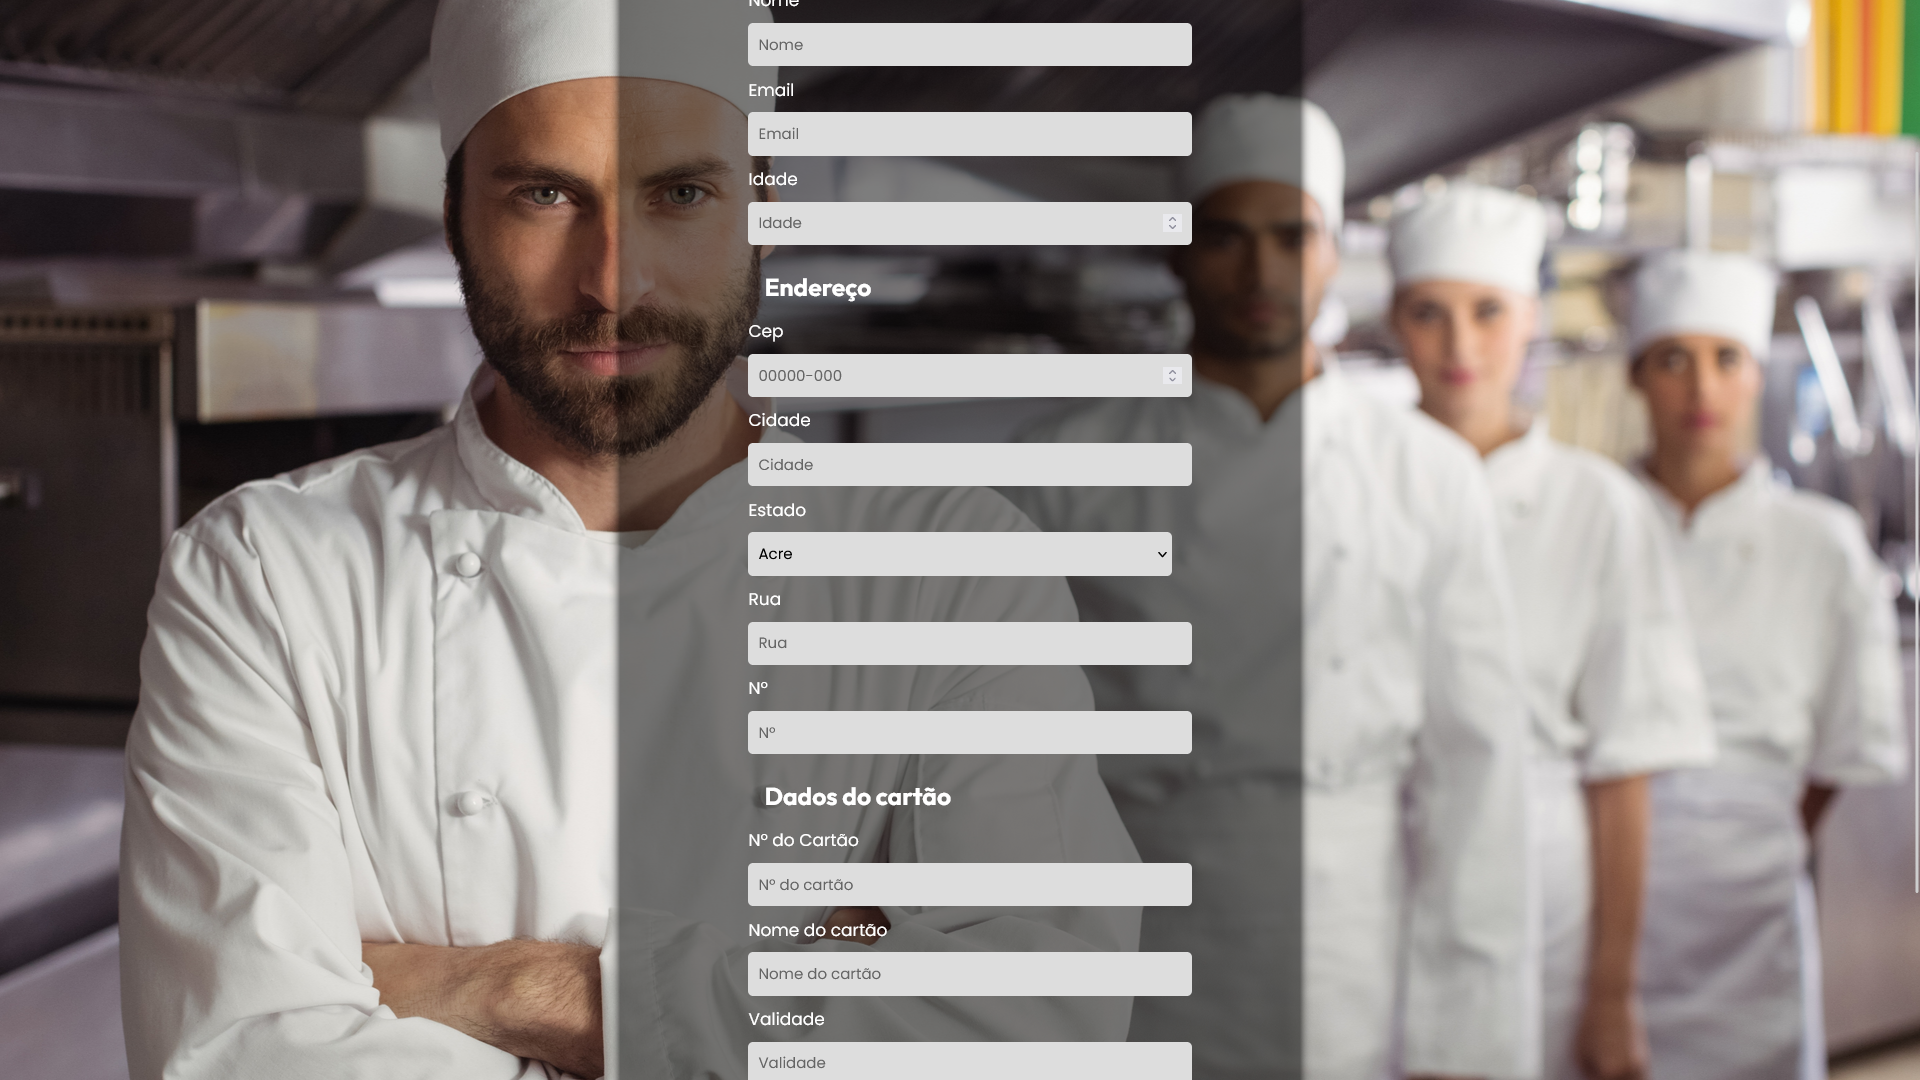 Nome
Nome
Email
Email
Idade
Idade
Endereço
Cep
00000-000
Cidade
Cidade
Estado
Acre
Rua
Rua
Nº
Nº
Dados do cartão
Nº do Cartão
Nº do cartão
Nome do cartão
Nome do cartão
Validade
Validade